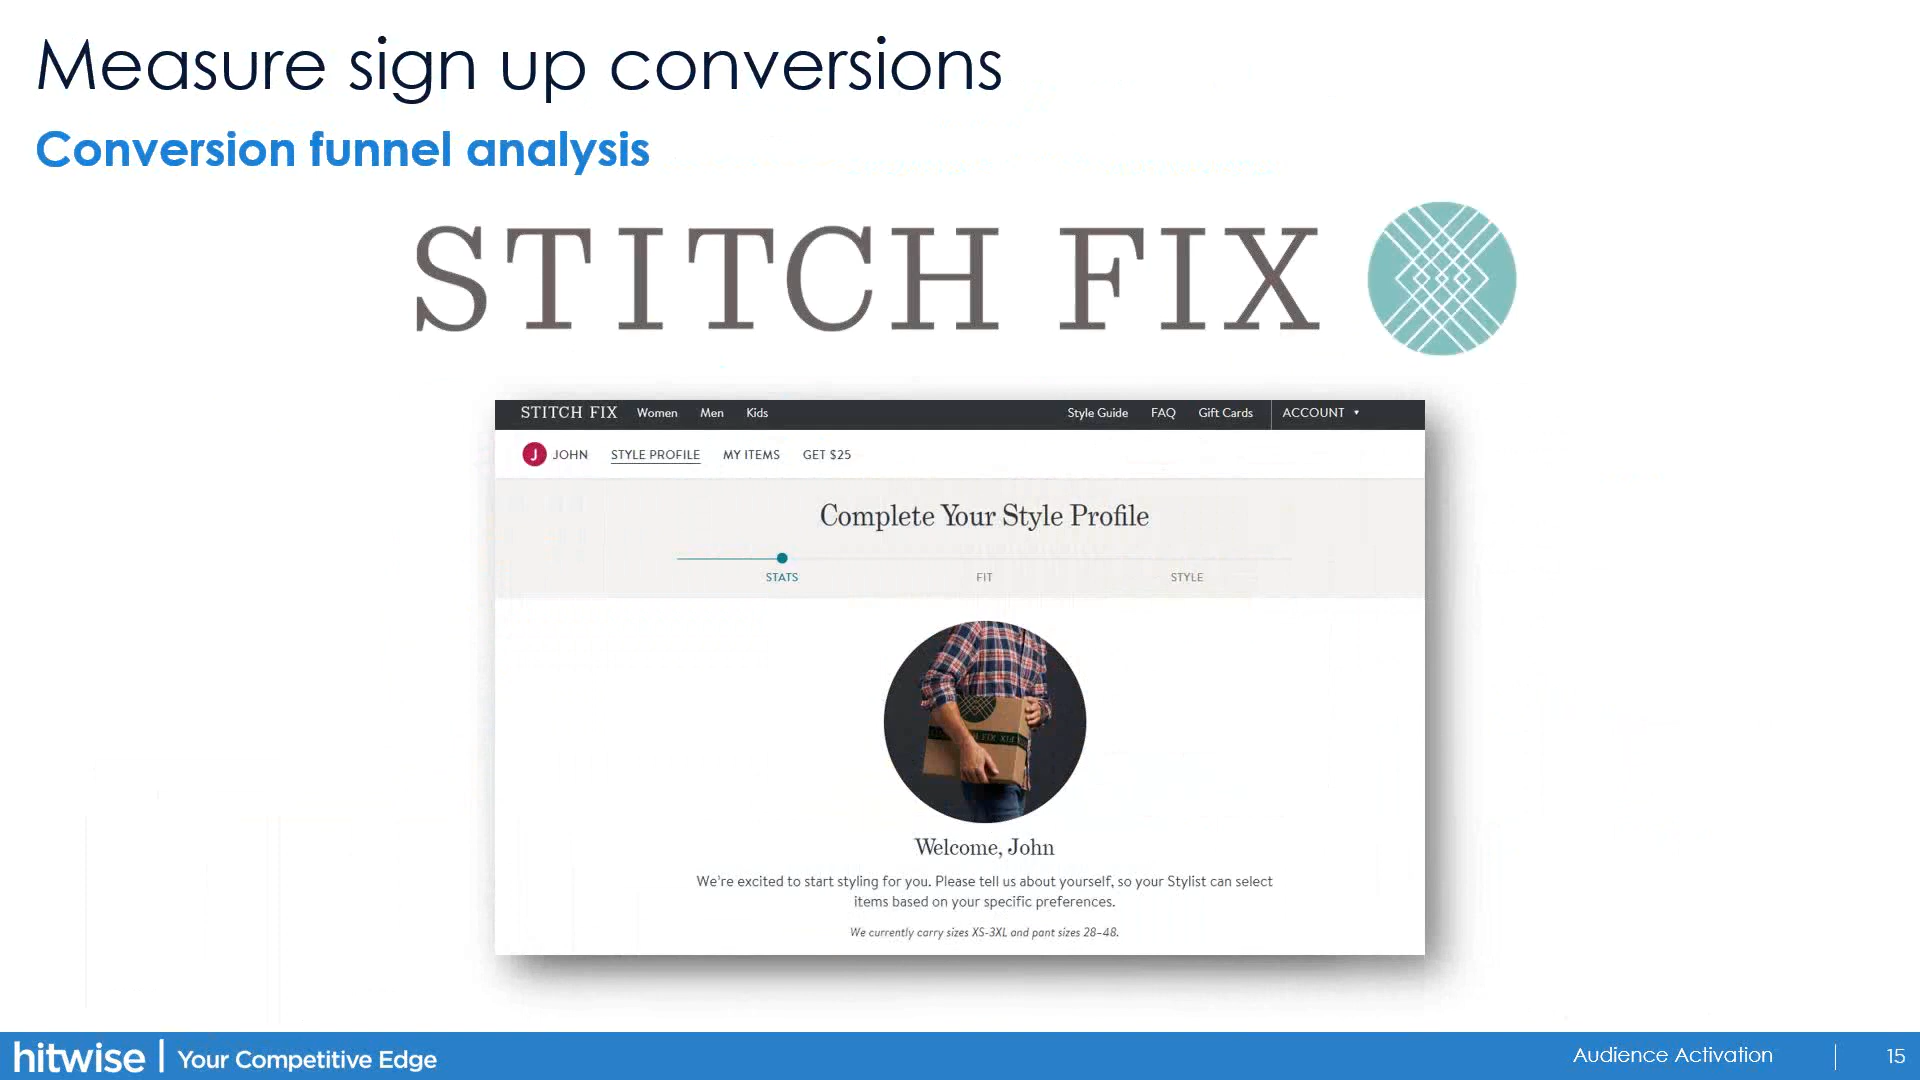 Measure sign up conversions
Conversion funnel analysis
STITCH FIX
STITCH FIX Women Men Kids Style Guide FAQ Gift Cards ACCOUNT
J JOHN STYLE PROFILE MY ITEMS GET $25
Complete Your Style Profile
STATS FIT STYLE
FIX
Welcome, John
We're excited to start styling for you. Please tell us about yourself, so your Stylist can select
items based on your specific preferences.
We currently carry sizes XS-3XL and pant sizes 28–48.
hitwise | Your Competitive Edge Audience Activation | 15